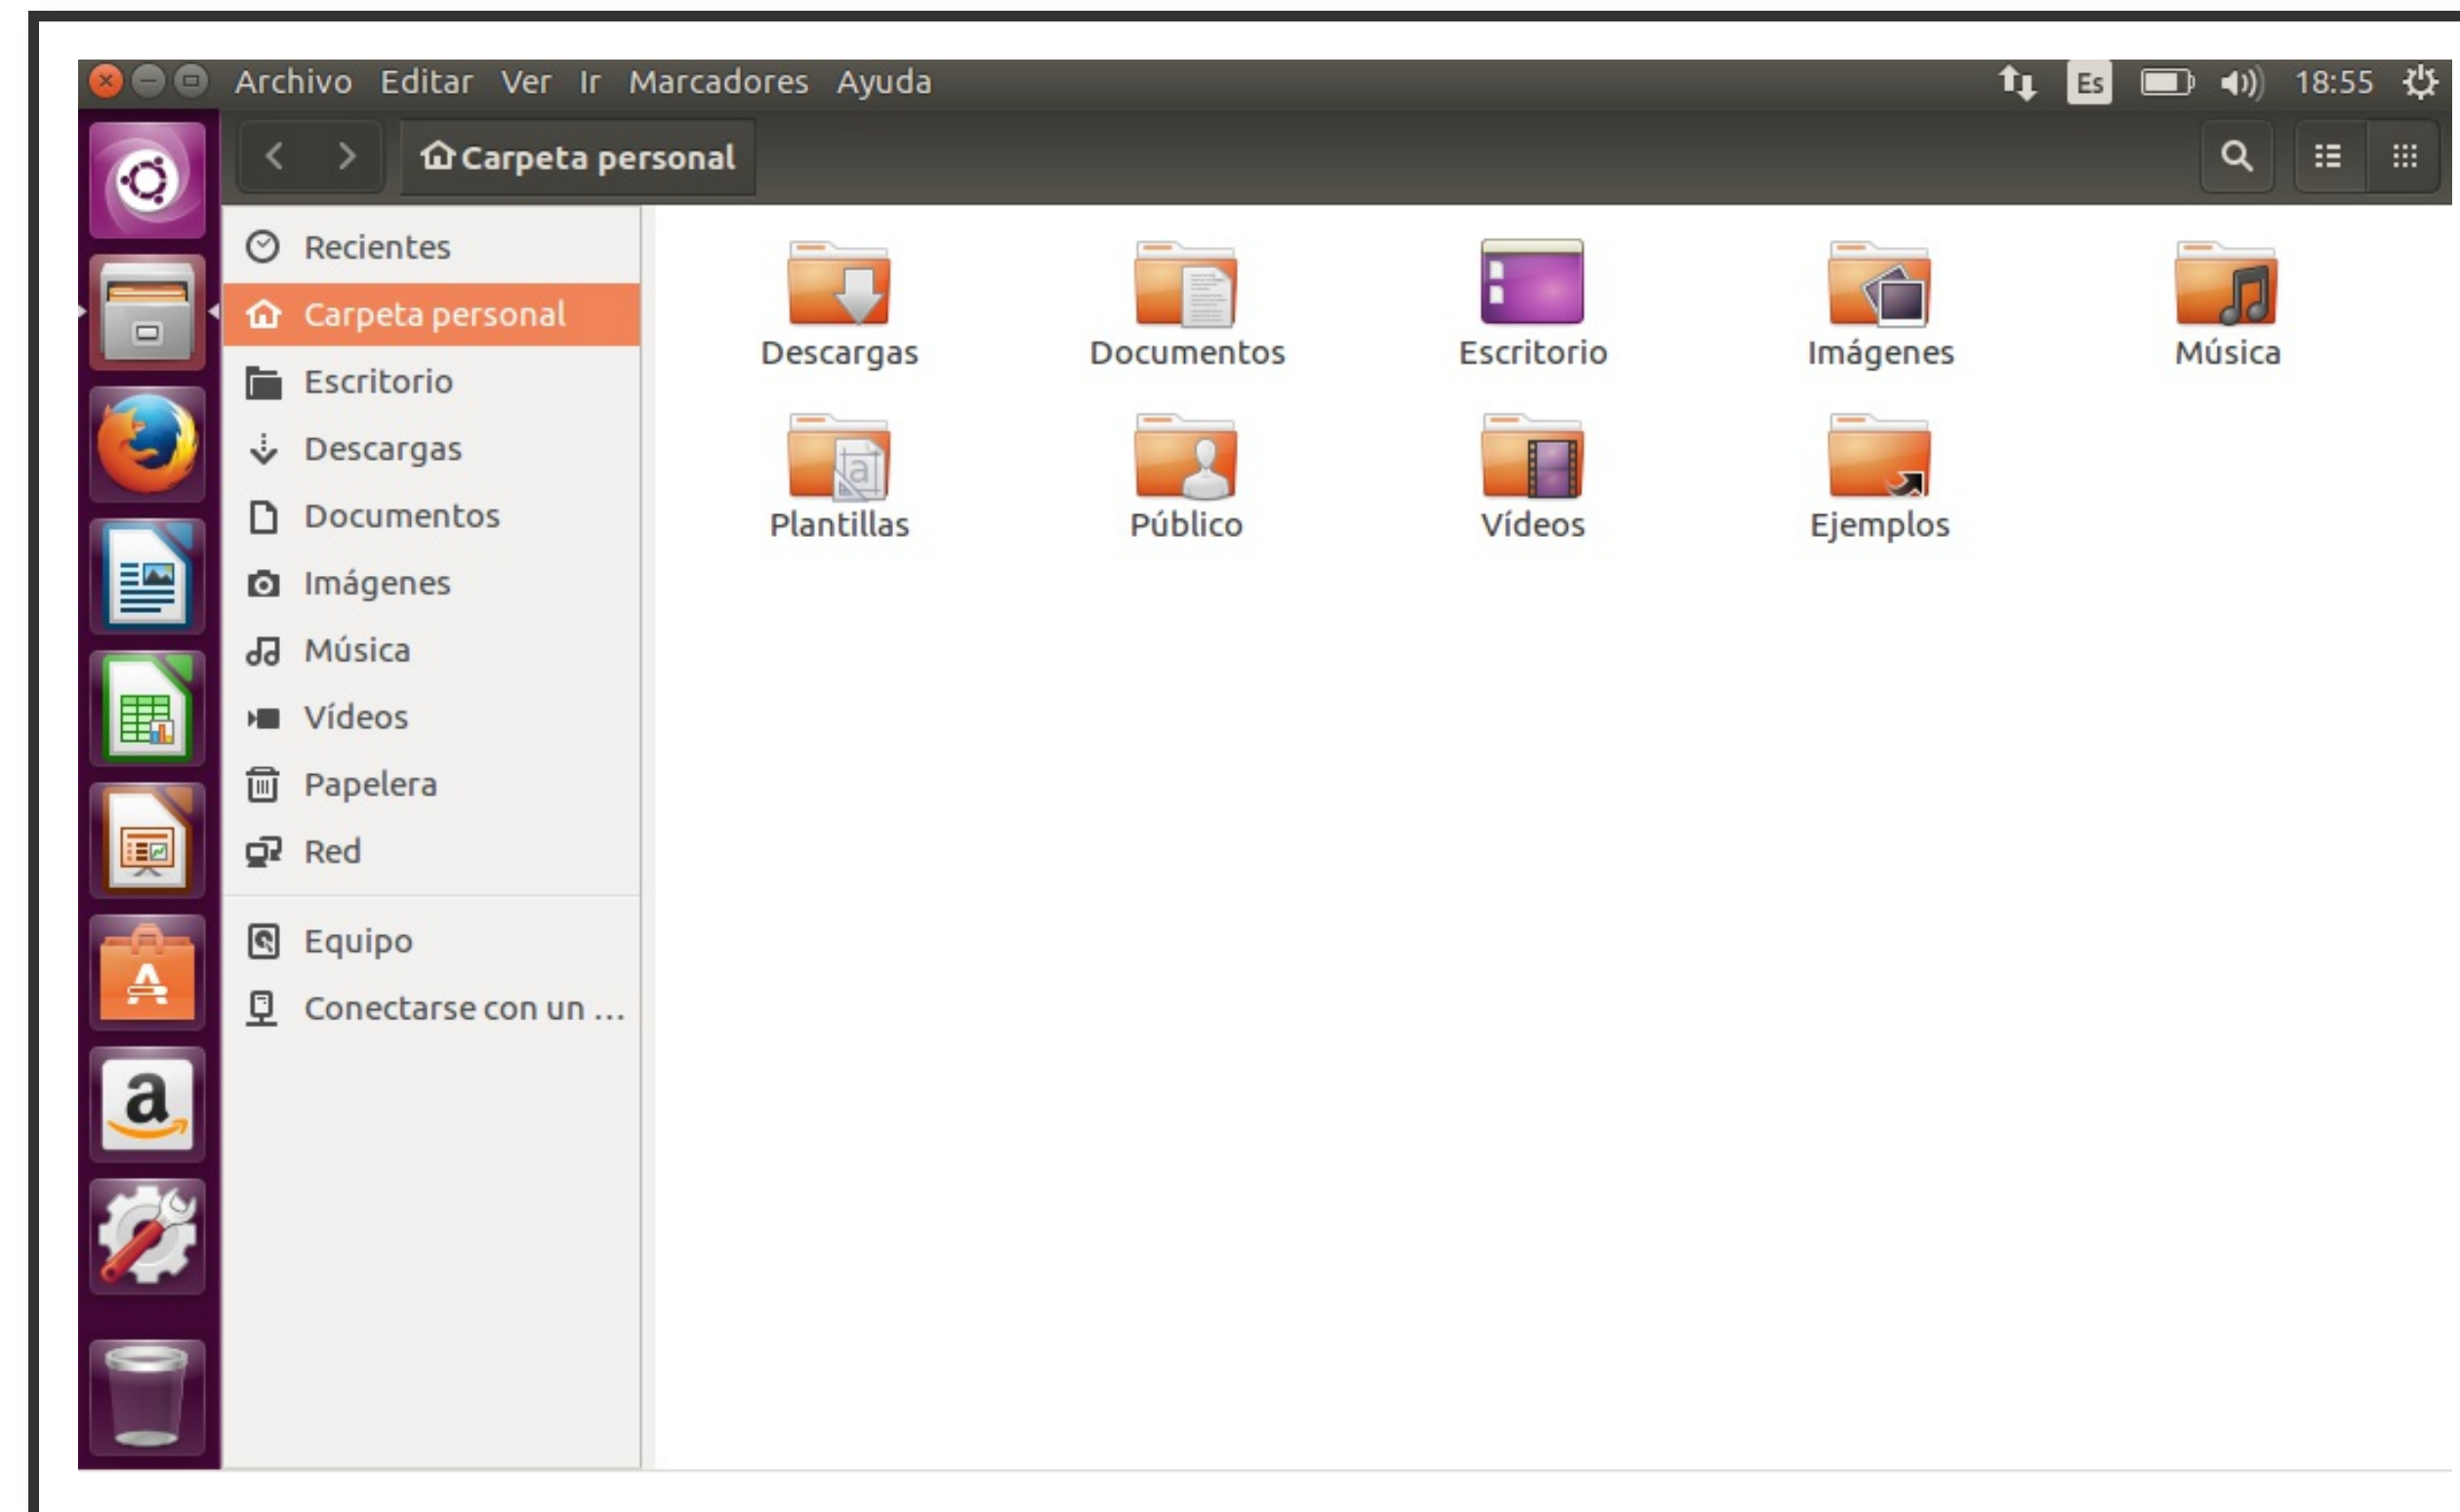 Archivo Editar Ver Ir Marcadores Ayuda
Es
18:55
Carpeta personal
Recientes
Carpeta personal
Escritorio
Descargas
Documentos
Imágenes
Música
Vídeos
Papelera
Red
Equipo
Conectarse con un ...
Descargas Documentos Escritorio Imágenes Música
Plantillas Público Vídeos Ejemplos